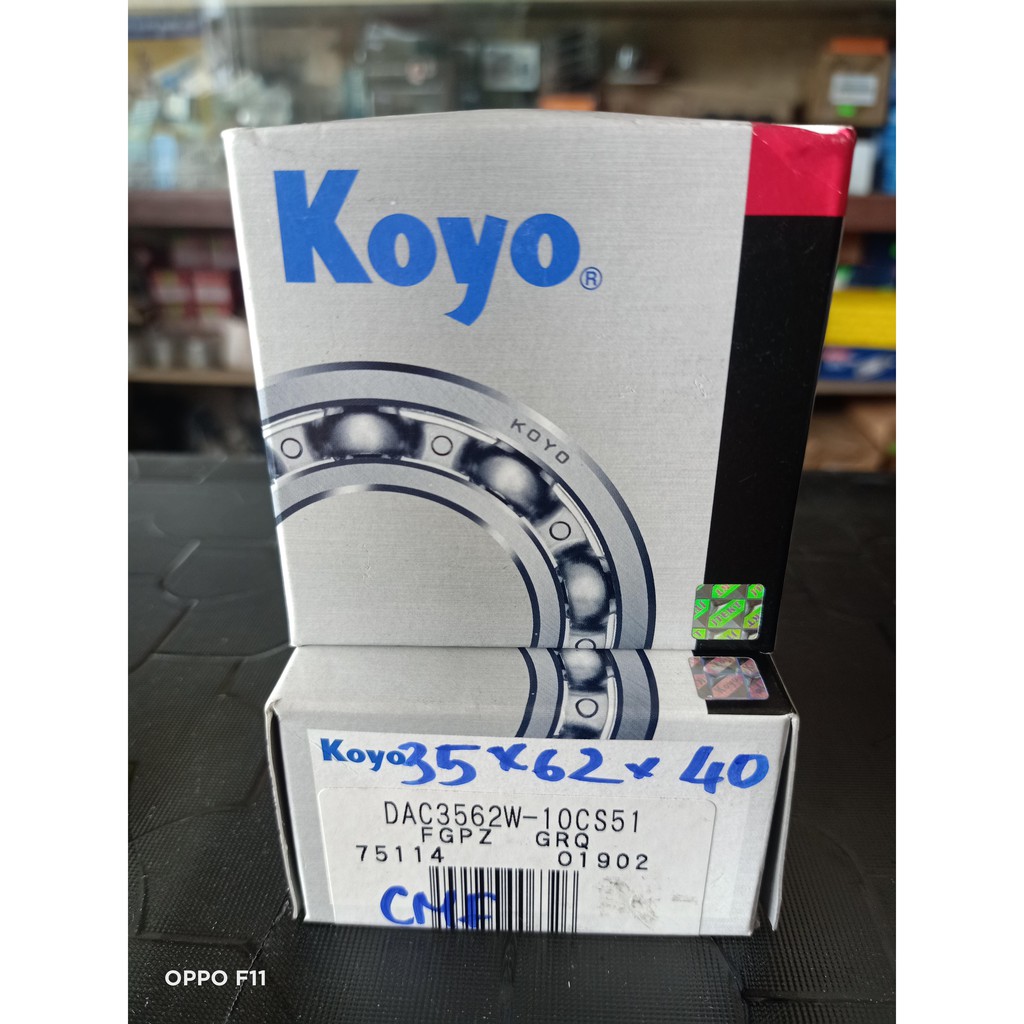 Koyo®
KOYO
Koyo 35 x 62 x 40
DAC3562W-10CS51
FGPZ GRQ
75114 01902
CMF
OPPO F11